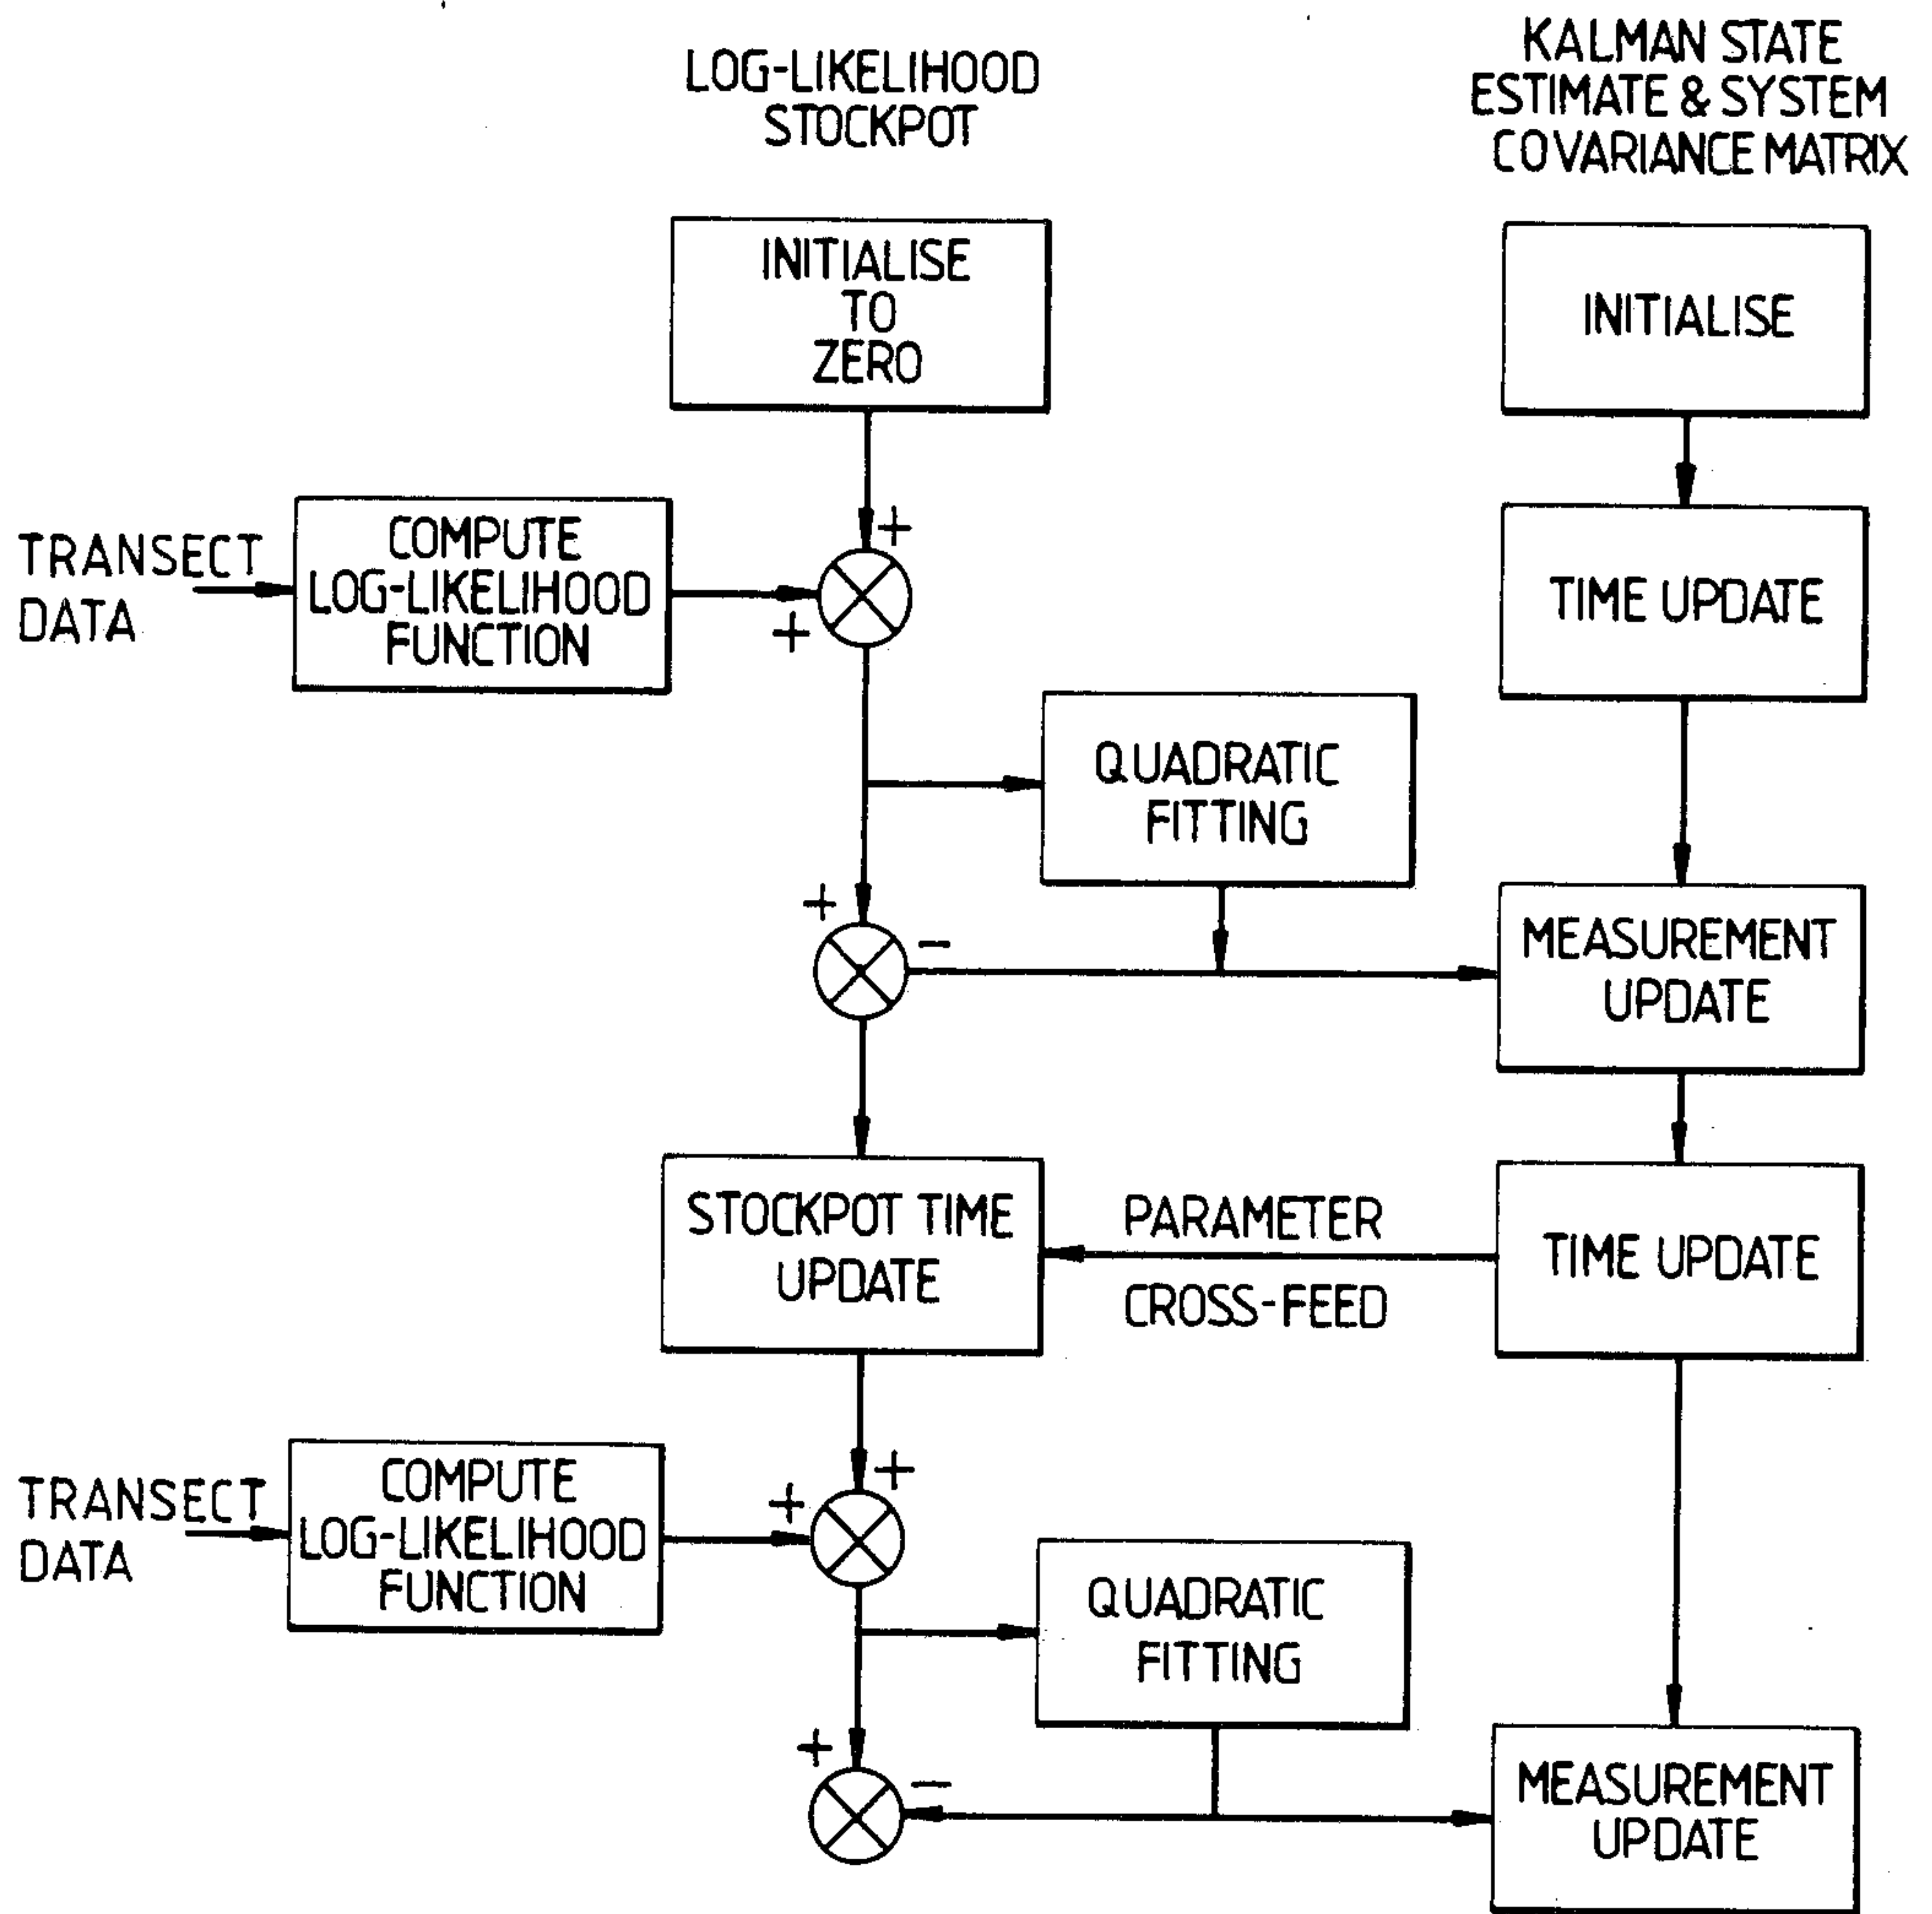 LOG-LIKELIHOOD
STOCKPOT
KALMAN STATE
ESTIMATE & SYSTEM
COVARIANCE MATRIX
INITIALISE
TO
ZERO
INITIALISE
+
TRANSECT
DATA
COMPUTE
LOG-LIKELIHOOD
FUNCTION
+
TIME UPDATE
QUADRATIC
FITTING
+
−
MEASUREMENT
UPDATE
STOCKPOT TIME
UPDATE
PARAMETER
CROSS-FEED
TIME UPDATE
+
TRANSECT
DATA
COMPUTE
LOG-LIKELIHOOD
FUNCTION
+
QUADRATIC
FITTING
+
−
MEASUREMENT
UPDATE